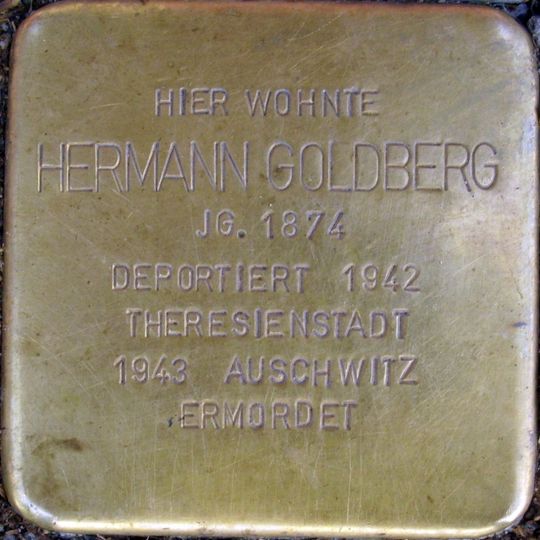 HIER WOHNTE
HERMANN GOLDBERG
JG. 1874
DEPORTIERT 1942
THERESIENSTADT
1943 AUSCHWITZ
ERMORDET